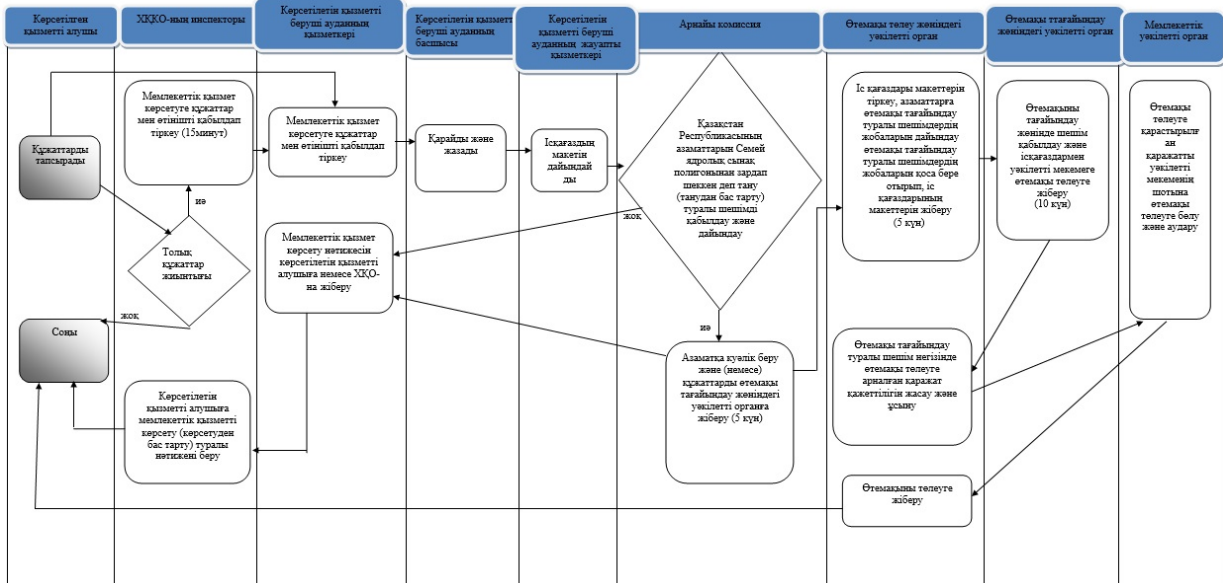 Көрсетілген
қызметті алушы
ХҚКО-ның инспекторы
Көрсетілетін қызметті
беруші ауданның
қызметкері
Көрсетілетін қызметті
беруші ауданның
басшысы
Көрсетілетін
қызметті беруші
ауданның жауапты
қызметкері
Арнайы комиссия
Өтемақы төлеу жөніндегі
уәкілетті орган
Өтемақы ттағайындау
жөніндегі уәкілетті орган
Мемлекеттік
уәкілетті орган
Құжаттарды
тапсырады
Мемлекеттік қызмет
көрсетуге құжаттар
мен өтінішті қабылдап
тіркеу (15минут)
иә
Толық
құжаттар
жиынтығы
жоқ
Соңы
Көрсетілетін
қызметті алушыға
мемлекеттік қызметті
көрсету (көрсетуден
бас тарту) туралы
нәтижені беру
Мемлекеттік қызмет
көрсетуге құжаттар
мен өтінішті қабылдап
тіркеу
Мемлекеттік қызмет
көрсету нәтижесін
көрсетілетін қызметті
алушыға немесе ХҚО-
на жіберу
Қарайды және
жазады
Ісқағаздың
макетін
дайындай
ды
Қазақстан
Республикасының
азаматтарын Семей
ядролық сынақ
полигонынан зардап
шеккен деп тану
(танудан бас тарту)
туралы шешімді
қабылдау және
дайындау
жоқ
иә
Азаматқа куәлік беру
және (немесе)
құжаттарды өтемақы
тағайындау жөніндегі
уәкілетті органға
жіберу (5 күн)
Іс қағаздары макеттерін
тіркеу, азаматтарға
өтемақы тағайындау
туралы шешімдердің
жобаларын дайындау
өтемақы тағайындау
туралы шешімдердің
жобаларын қоса бере
отырып, іс
қағаздарының
макеттерін жіберу
(5 күн)
Өтемақы тағайындау
туралы шешім негізінде
өтемақы төлеуге
арналған қаражат
қажеттілігін жасау және
ұсыну
Өтемақыны төлеуге
жіберу
Өтемақыны
тағайындау
жөнінде шешім
қабылдау және
ісқағаздармен
уәкілетті мекемеге
өтемақы төлеуге
жіберу
(10 күн)
Өтемақы
төлеуге
қарастырылғ
ан
қаражатты
уәкілетті
мекеменің
шотына
өтемақы
төлеуге бөлу
және аудару